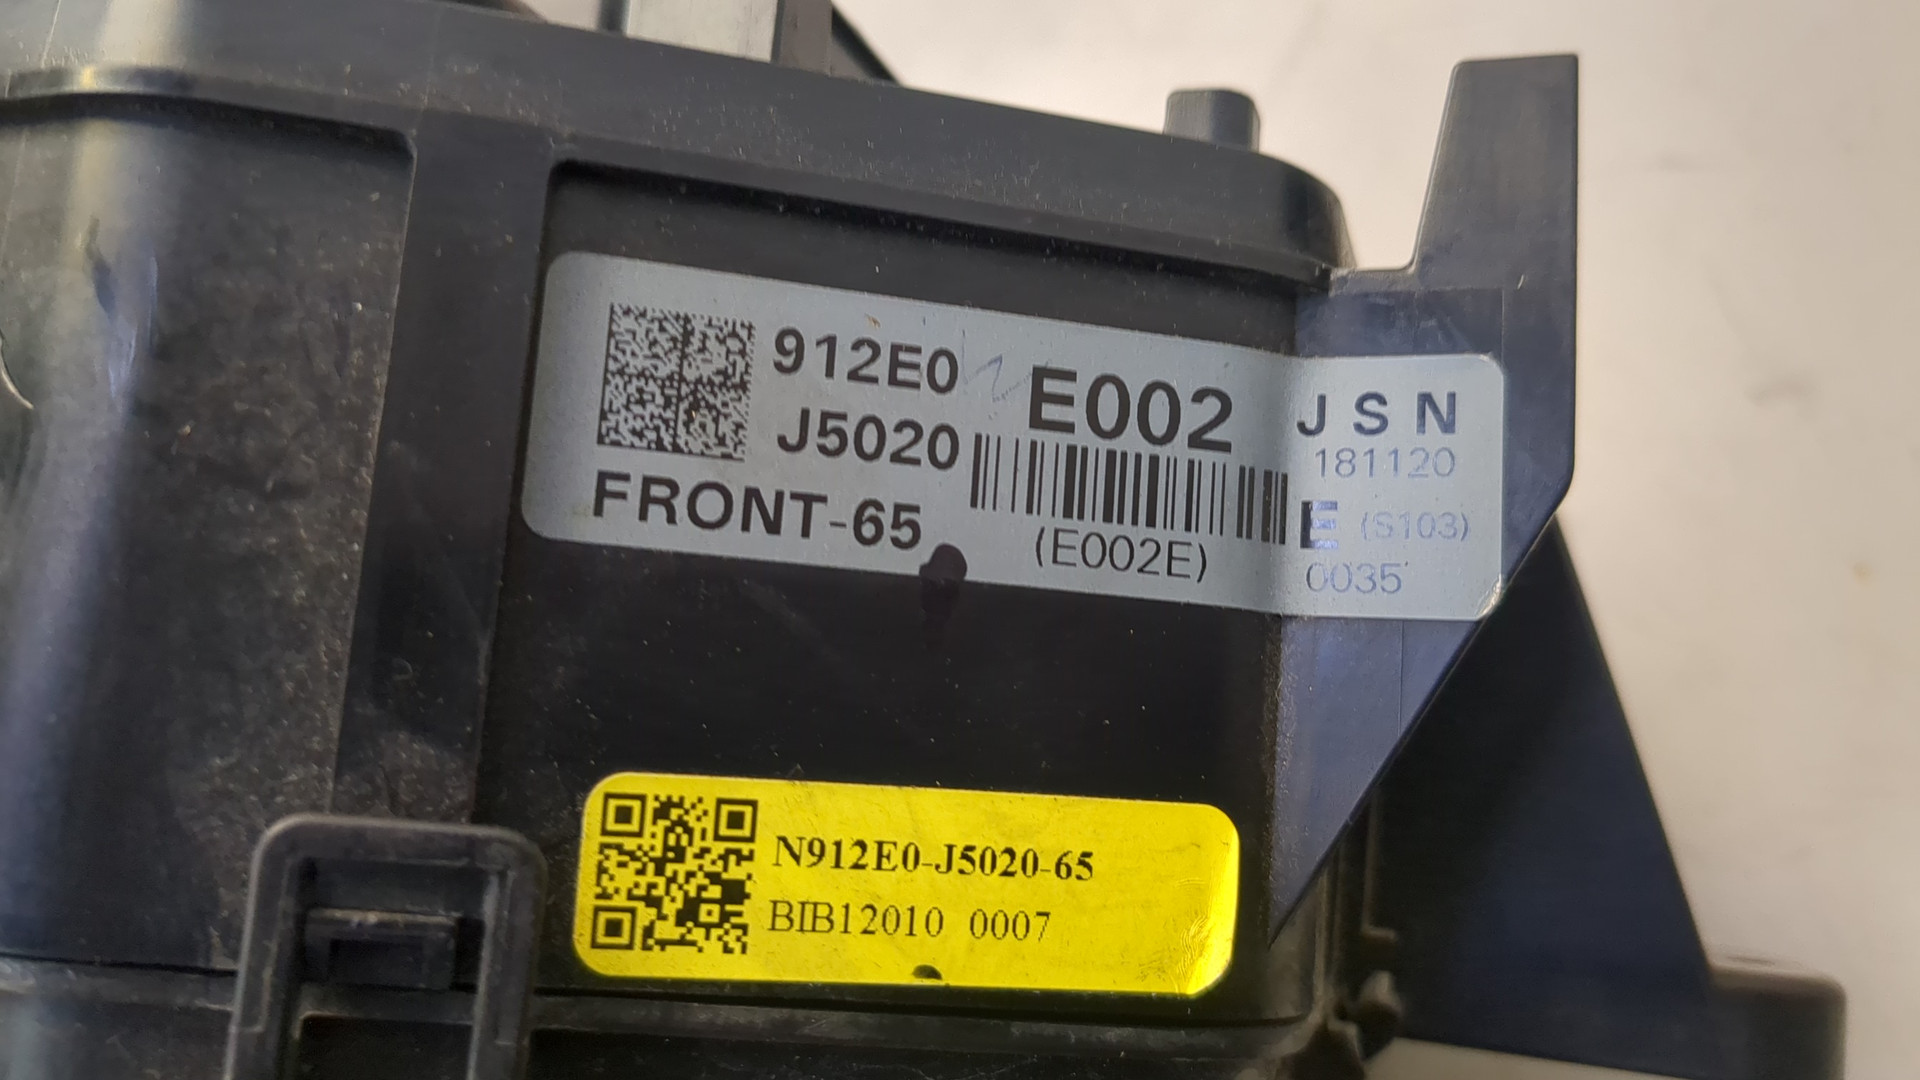 912E0
J5020
FRONT-65
E002
(E002E)
J S N
181120
E (S103)
0035
N912E0-J5020-65
BIB12010 0007